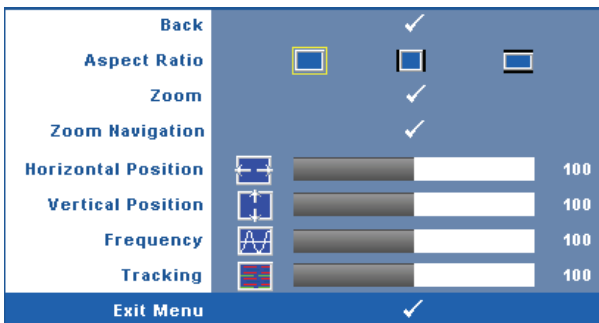 Back
Aspect Ratio
Zoom
Zoom Navigation
Horizontal Position 100
Vertical Position 100
Frequency 100
Tracking 100
Exit Menu